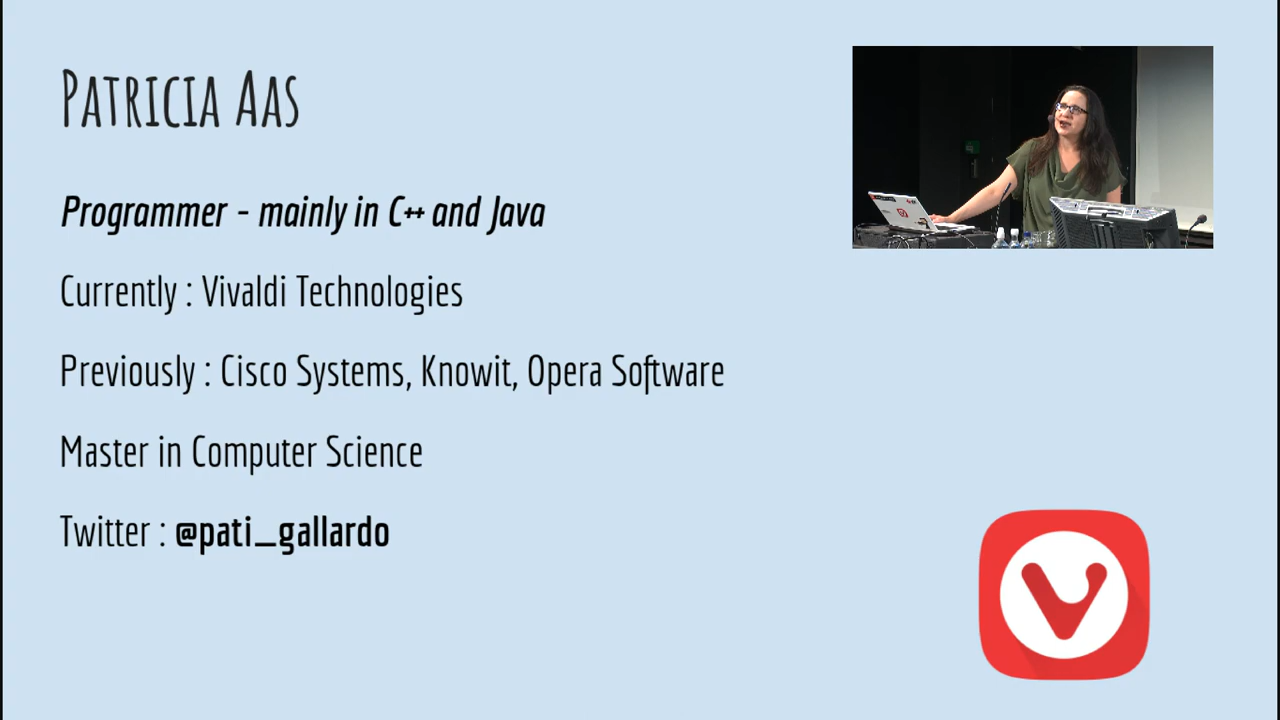 Patricia Aas
Programmer - mainly in C++ and Java
Currently : Vivaldi Technologies
Previously : Cisco Systems, Knowit, Opera Software
Master in Computer Science
Twitter : @pati_gallardo